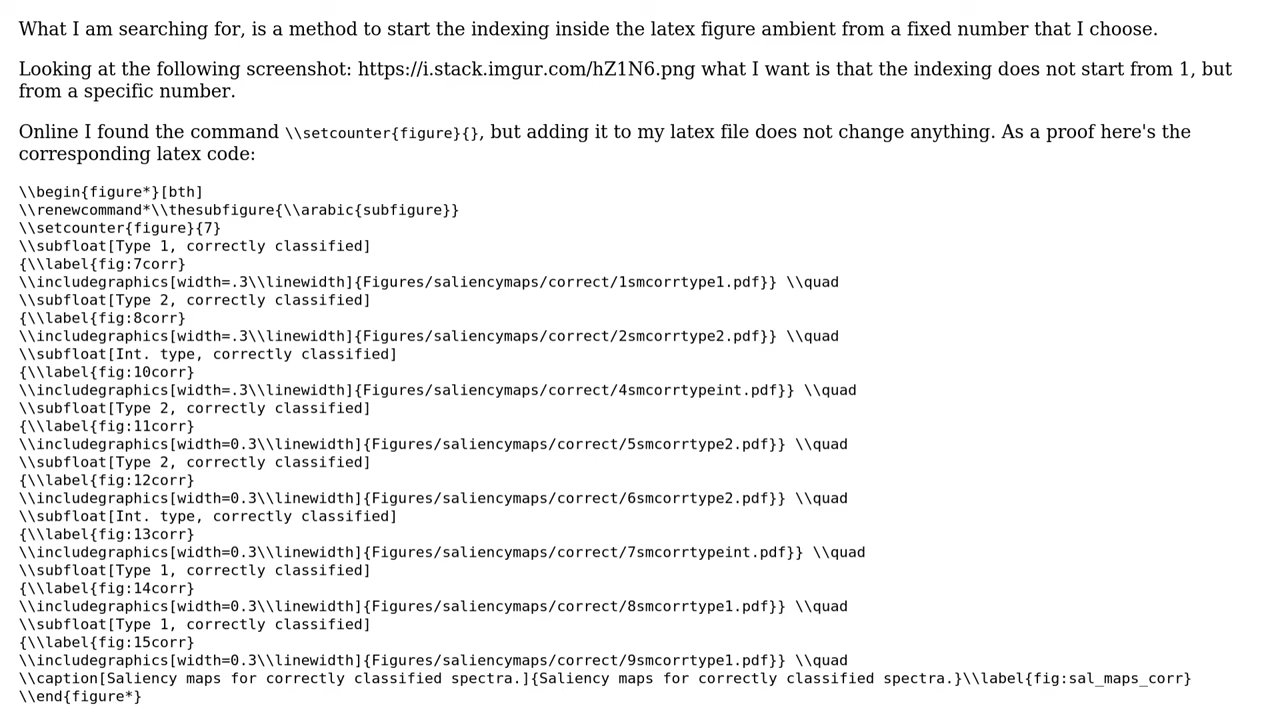 What I am searching for, is a method to start the indexing inside the latex figure ambient from a fixed number that I choose.
Looking at the following screenshot: https://i.stack.imgur.com/hZ1N6.png what I want is that the indexing does not start from 1, but
from a specific number.
Online I found the command \\setcounter{figure}{}, but adding it to my latex file does not change anything. As a proof here's the
corresponding latex code:
\\begin{figure*}[bth]
\\renewcommand*\\thesubfigure{\\arabic{subfigure}}
\\setcounter{figure}{7}
\\subfloat[Type 1, correctly classified]
{\\label{fig:7corr}
\\includegraphics[width=.3\\linewidth]{Figures/saliencymaps/correct/1smcorrtype1.pdf}} \\quad
\\subfloat[Type 2, correctly classified]
{\\label{fig:8corr}
\\includegraphics[width=.3\\linewidth]{Figures/saliencymaps/correct/2smcorrtype2.pdf}} \\quad
\\subfloat[Int. type, correctly classified]
{\\label{fig:10corr}
\\includegraphics[width=.3\\linewidth]{Figures/saliencymaps/correct/4smcorrtypeint.pdf}} \\quad
\\subfloat[Type 2, correctly classified]
{\\label{fig:11corr}
\\includegraphics[width=0.3\\linewidth]{Figures/saliencymaps/correct/5smcorrtype2.pdf}} \\quad
\\subfloat[Type 2, correctly classified]
{\\label{fig:12corr}
\\includegraphics[width=0.3\\linewidth]{Figures/saliencymaps/correct/6smcorrtype2.pdf}} \\quad
\\subfloat[Int. type, correctly classified]
{\\label{fig:13corr}
\\includegraphics[width=0.3\\linewidth]{Figures/saliencymaps/correct/7smcorrtypeint.pdf}} \\quad
\\subfloat[Type 1, correctly classified]
{\\label{fig:14corr}
\\includegraphics[width=0.3\\linewidth]{Figures/saliencymaps/correct/8smcorrtype1.pdf}} \\quad
\\subfloat[Type 1, correctly classified]
{\\label{fig:15corr}
\\includegraphics[width=0.3\\linewidth]{Figures/saliencymaps/correct/9smcorrtype1.pdf}} \\quad
\\caption[Saliency maps for correctly classified spectra.]{Saliency maps for correctly classified spectra.}\\label{fig:sal_maps_corr}
\\end{figure*}